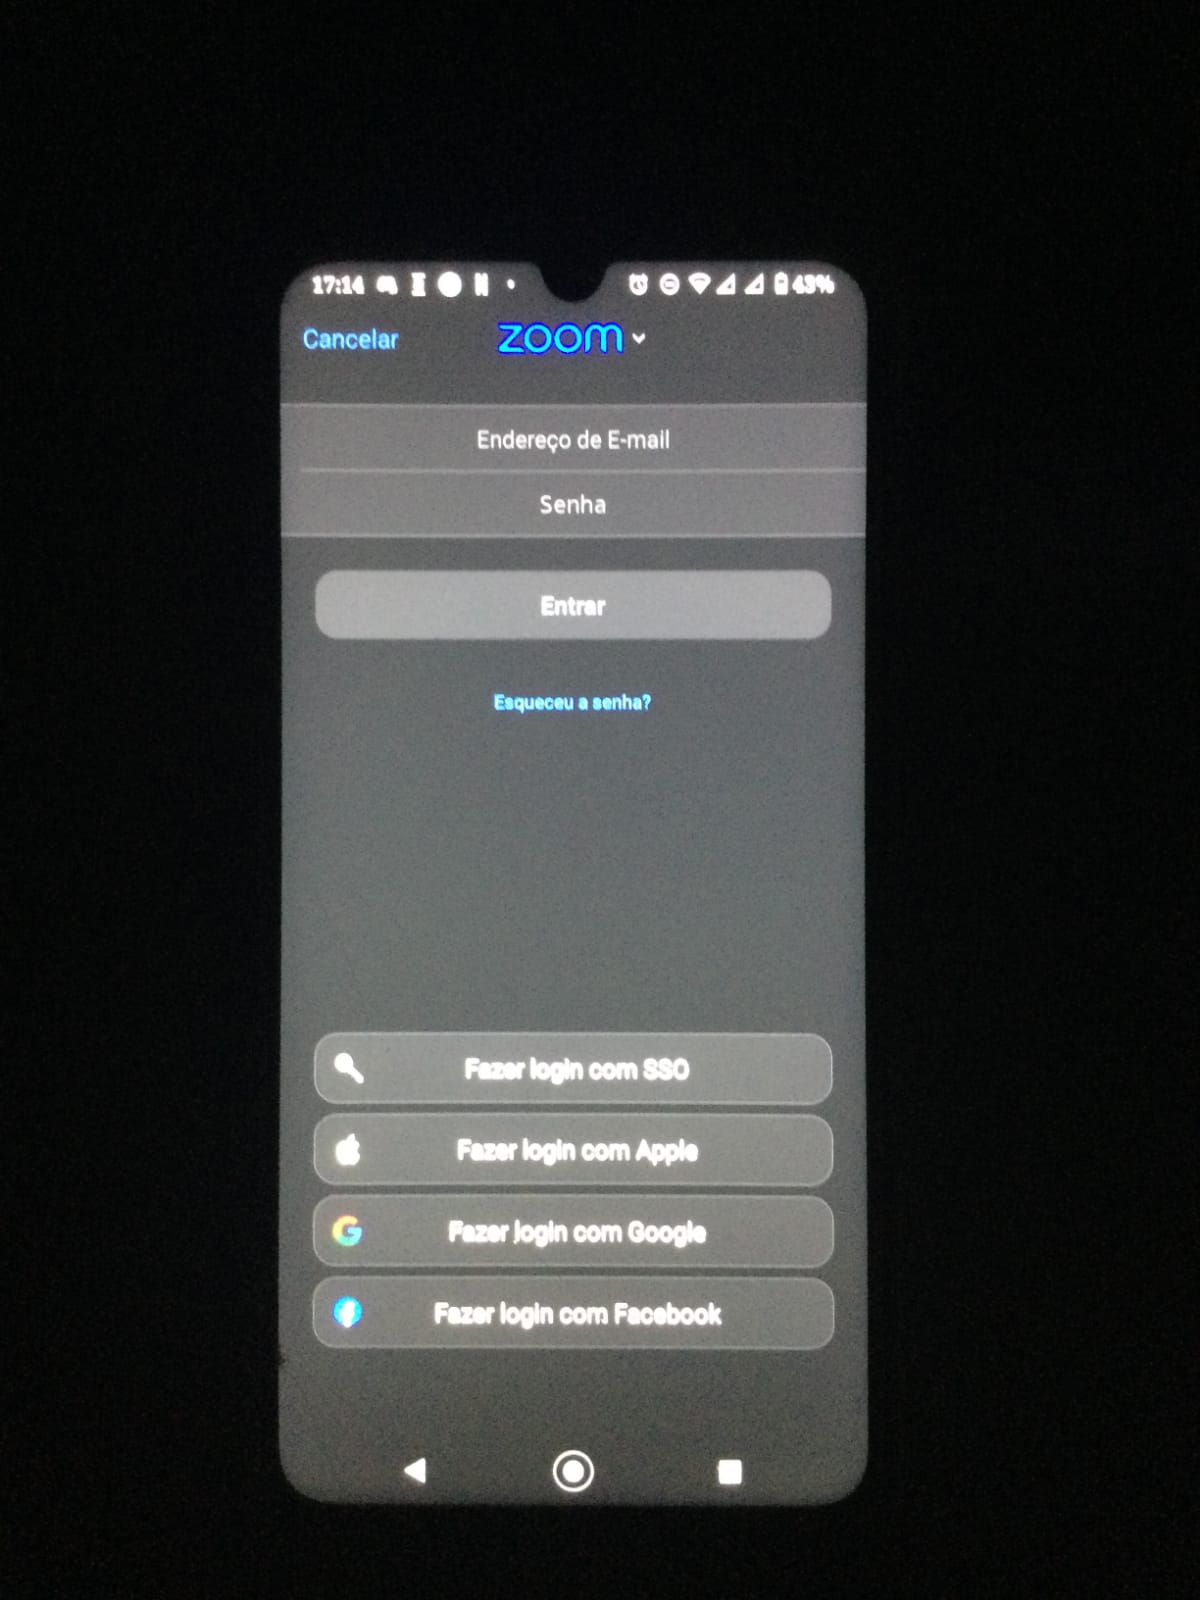 17:14 43%
Cancelar zoom
Endereço de E-mail
Senha
Entrar
Esqueceu a senha?
Fazer login com SSO
Fazer login com Apple
Fazer login com Google
Fazer login com Facebook